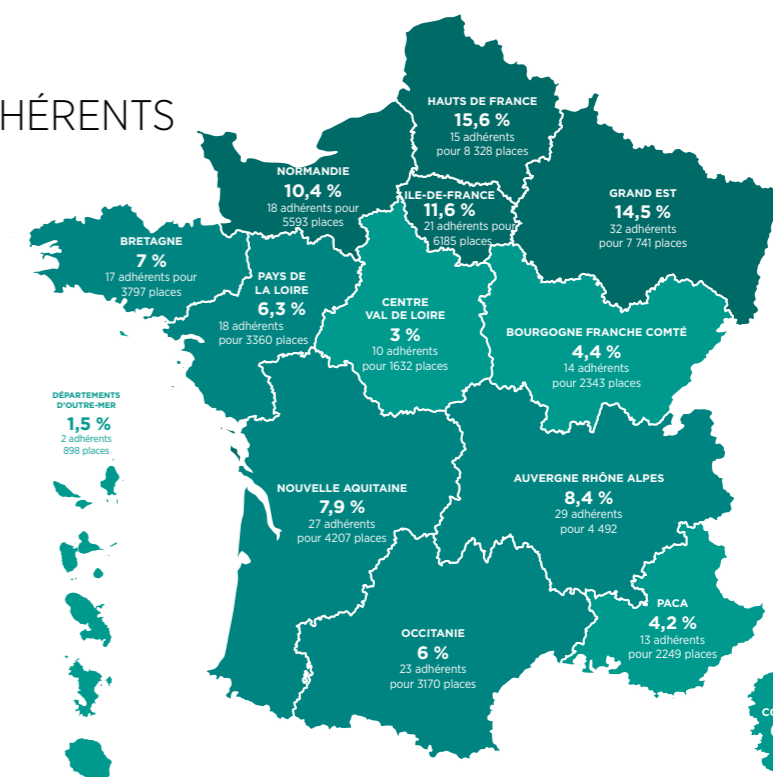 HÉRENTS
HAUTS DE FRANCE
15,6 %
15 adhérents
pour 8 328 places
NORMANDIE
10,4 %
18 adhérents pour
5593 places
ILE-DE-FRANCE
11,6 %
21 adhérents pour
6185 places
GRAND EST
14,5 %
32 adhérents
pour 7 741 places
BRETAGNE
7 %
17 adhérents pour
3797 places
PAYS DE
LA LOIRE
6,3 %
18 adhérents
pour 3360 places
CENTRE
VAL DE LOIRE
3 %
10 adhérents
pour 1632 places
BOURGOGNE FRANCHE COMTÉ
4,4 %
14 adhérents
pour 2343 places
DÉPARTEMENTS
D'OUTRE-MER
1,5 %
2 adhérents
898 places
NOUVELLE AQUITAINE
7,9 %
27 adhérents
pour 4207 places
AUVERGNE RHÔNE ALPES
8,4 %
29 adhérents
pour 4 492
OCCITANIE
6 %
23 adhérents
pour 3170 places
PACA
4,2 %
13 adhérents
pour 2249 places